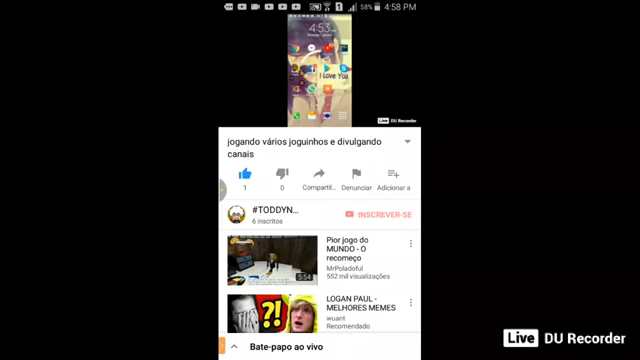 58% 4:58 PM
4:53
I Love You
Live DU Recorder
jogando vários joguinhos e divulgando
canais
1 0 Compartil... Denunciar Adicionar a
#TODDYN...
6 inscritos
INSCREVER-SE
Pior jogo do
MUNDO - O
recomeço
MrPoladoful
552 mil visualizações
5:54
LOGAN PAUL -
MELHORES MEMES
wuant
Recomendado
?!
Bate-papo ao vivo
Live DU Recorder